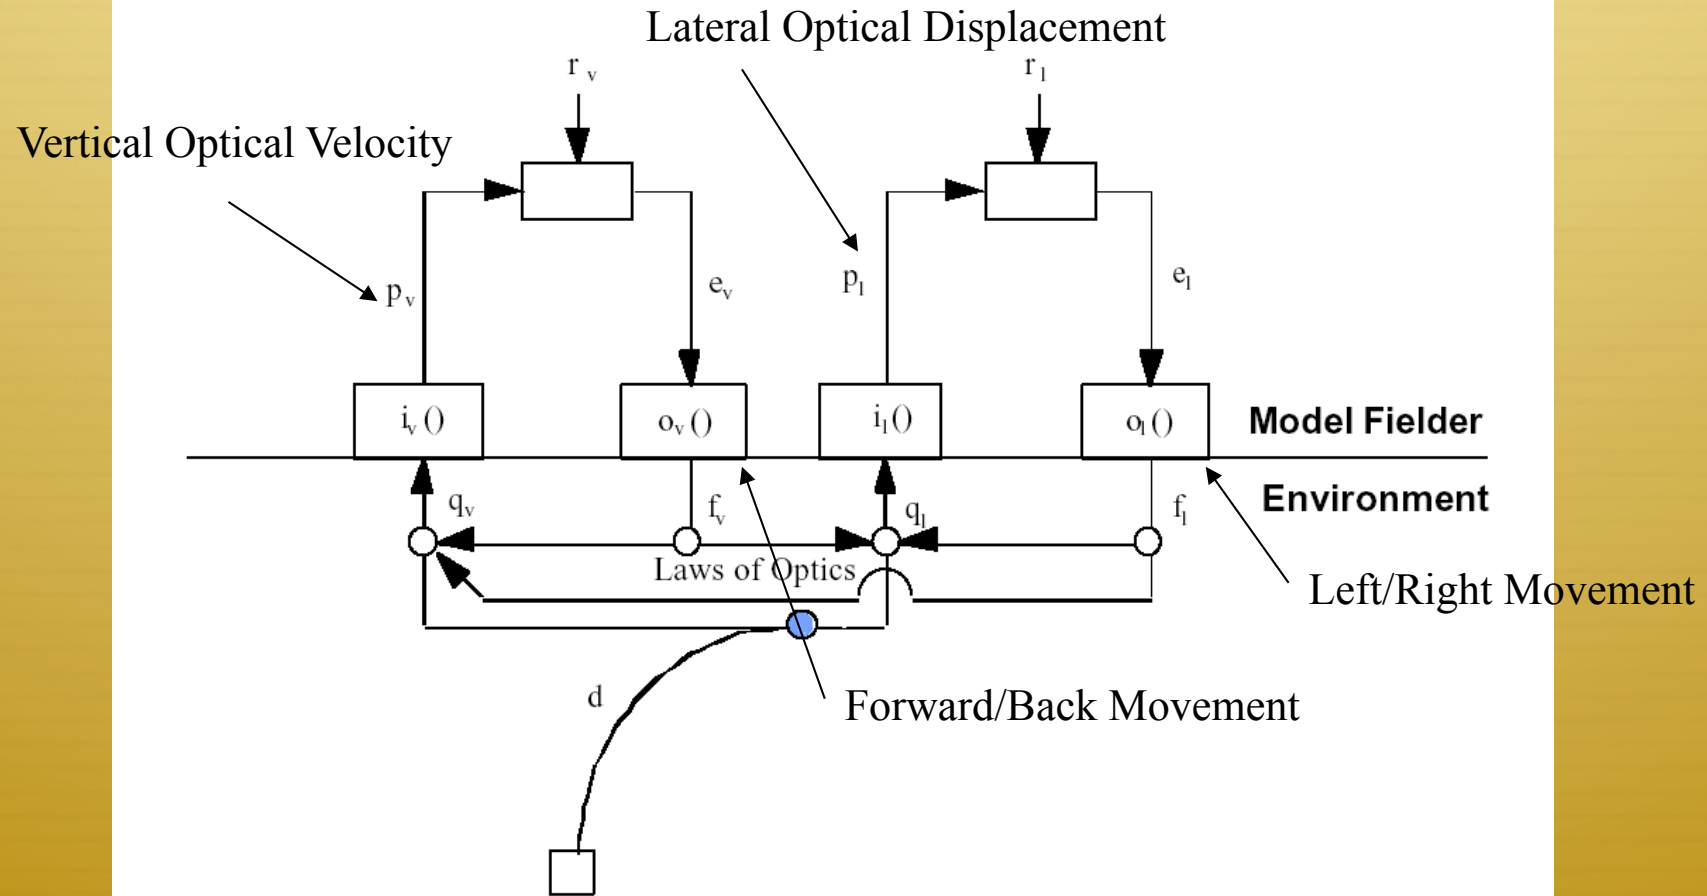 Lateral Optical Displacement
r v
r l
Vertical Optical Velocity
p v
e v
p l
e l
i v ()
o v ()
i l ()
o l ()
Model Fielder
q v
f v
q l
f l
Environment
Laws of Optics
Left/Right Movement
d
Forward/Back Movement